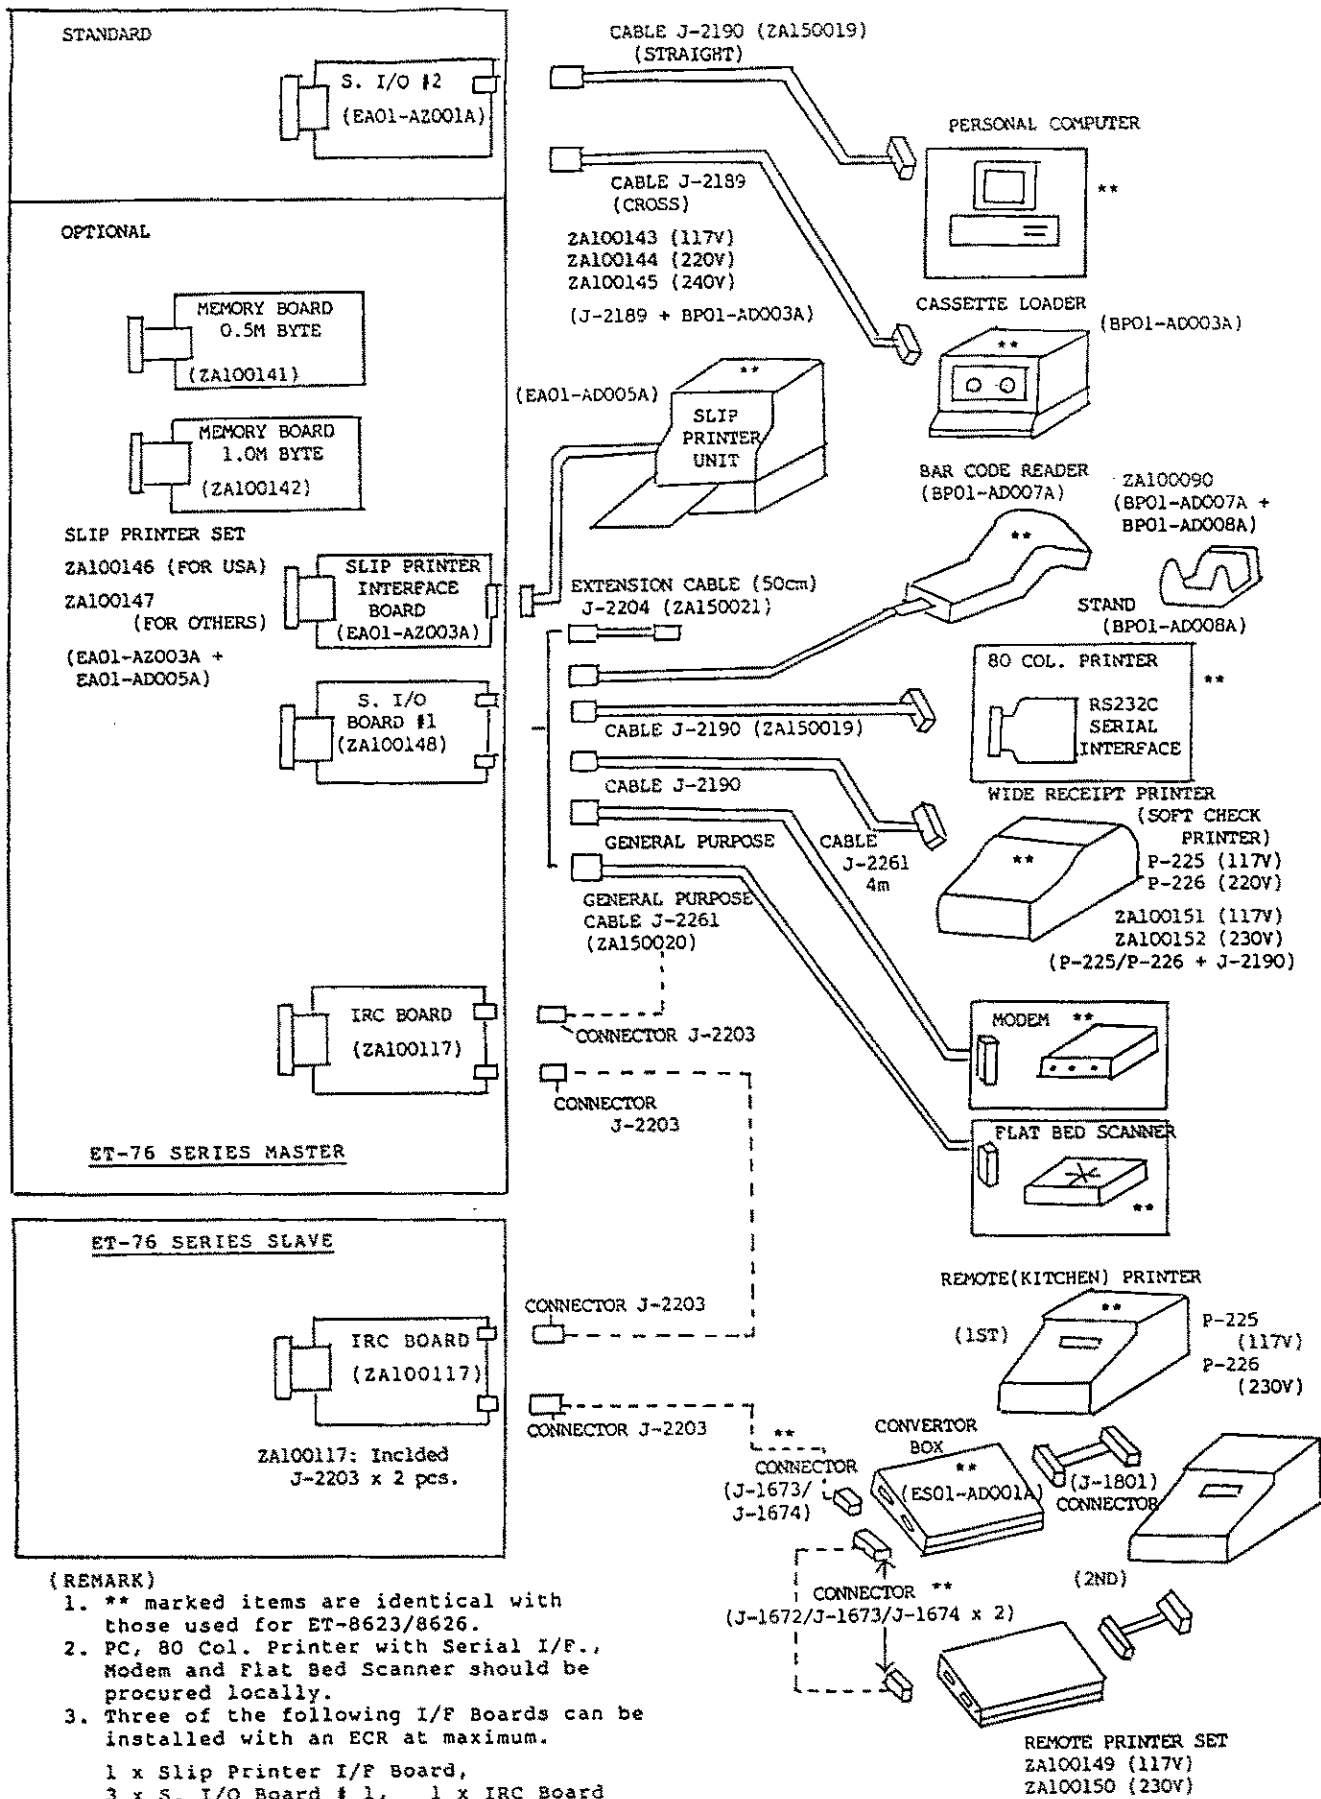 STANDARD
S. I/O #2
(EA01-AZ001A)
CABLE J-2190 (ZA150019)
(STRAIGHT)
PERSONAL COMPUTER
**
CABLE J-2189
(CROSS)
ZA100143 (117V)
ZA100144 (220V)
ZA100145 (240V)
(J-2189 + BP01-AD003A)
CASSETTE LOADER
(BP01-AD003A)
**
OPTIONAL
MEMORY BOARD
0.5M BYTE
(ZA100141)
MEMORY BOARD
1.0M BYTE
(ZA100142)
(EA01-AD005A)
**
SLIP
PRINTER
UNIT
BAR CODE READER
(BP01-AD007A)
**
ZA100090
(BP01-AD007A +
BP01-AD008A)
STAND
(BP01-AD008A)
SLIP PRINTER SET
ZA100146 (FOR USA)
ZA100147
(FOR OTHERS)
(EA01-AZ003A +
EA01-AD005A)
SLIP PRINTER
INTERFACE
BOARD
(EA01-AZ003A)
EXTENSION CABLE (50cm)
J-2204 (ZA150021)
S. I/O
BOARD #1
(ZA100148)
CABLE J-2190 (ZA150019)
80 COL. PRINTER
**
RS232C
SERIAL
INTERFACE
CABLE J-2190
WIDE RECEIPT PRINTER
(SOFT CHECK
PRINTER)
**
P-225 (117V)
P-226 (220V)
ZA100151 (117V)
ZA100152 (230V)
(P-225/P-226 + J-2190)
GENERAL PURPOSE
CABLE
J-2261
4m
GENERAL PURPOSE
CABLE J-2261
(ZA150020)
IRC BOARD
(ZA100117)
CONNECTOR J-2203
CONNECTOR
J-2203
MODEM **
FLAT BED SCANNER
**
ET-76 SERIES MASTER
ET-76 SERIES SLAVE
IRC BOARD
(ZA100117)
CONNECTOR J-2203
CONNECTOR J-2203
ZA100117: Inclded
J-2203 x 2 pcs.
REMOTE(KITCHEN) PRINTER
(1ST)
**
P-225
(117V)
P-226
(230V)
**
CONNECTOR
(J-1673/
J-1674)
CONVERTOR
BOX
**
(ES01-AD001A)
(J-1801)
CONNECTOR
(2ND)
CONNECTOR **
(J-1672/J-1673/J-1674 x 2)
REMOTE PRINTER SET
ZA100149 (117V)
ZA100150 (230V)
(REMARK)
1. ** marked items are identical with
those used for ET-8623/8626.
2. PC, 80 Col. Printer with Serial I/F.,
Modem and Flat Bed Scanner should be
procured locally.
3. Three of the following I/F Boards can be
installed with an ECR at maximum.
1 x Slip Printer I/F Board,
3 x S. I/O Board # 1, 1 x IRC Board